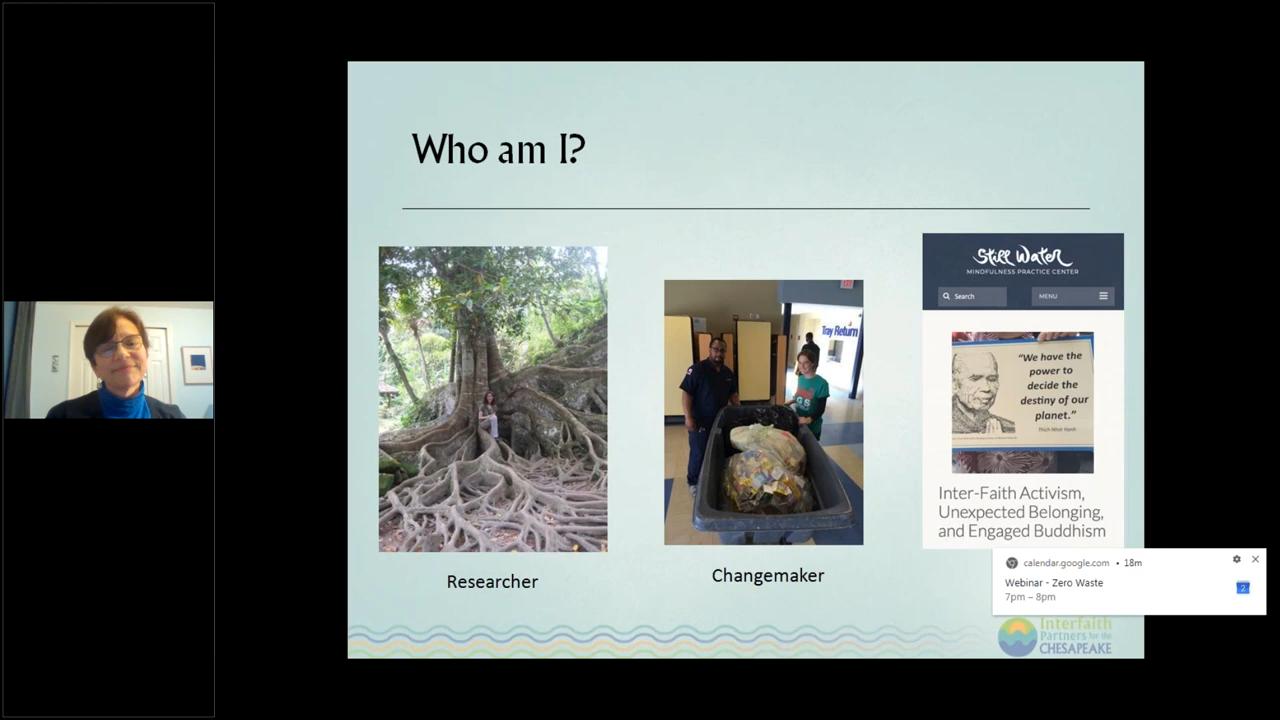 Who am I?
EXIT
Tray Return
Still Water
MINDFULNESS PRACTICE CENTER
Search
MENU
"We have the
power to
decide the
destiny of our
planet."
Thich Nhat Hanh
Inter-Faith Activism,
Unexpected Belonging,
and Engaged Buddhism
Researcher
Changemaker
calendar.google.com • 18m
Webinar - Zero Waste
7pm – 8pm
2
Interfaith
Partners for the
CHESAPEAKE